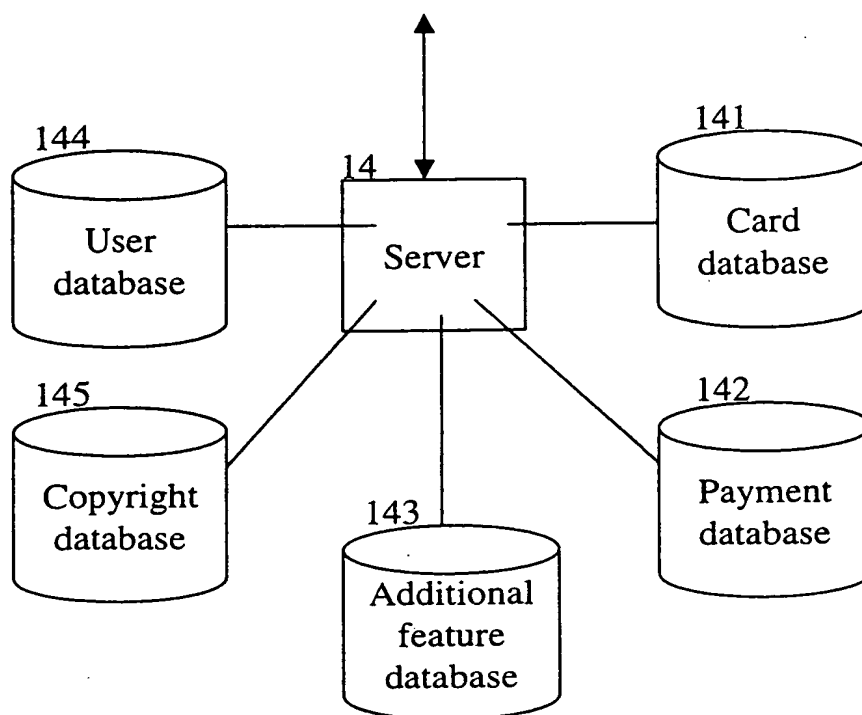 144
User
database
14
Server
141
Card
database
145
Copyright
database
143
Additional
feature
database
142
Payment
database